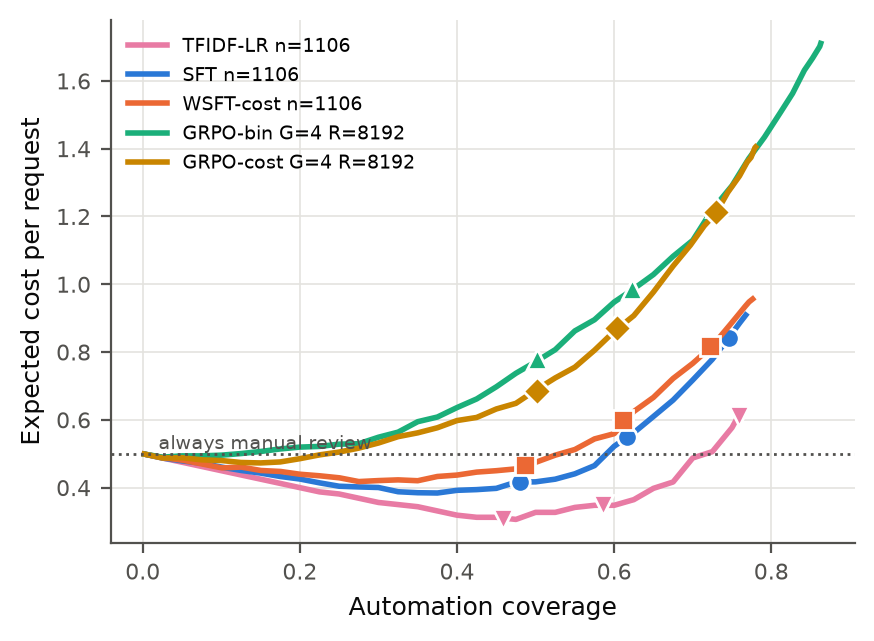 TFIDF-LR n=1106
SFT n=1106
WSFT-cost n=1106
GRPO-bin G=4 R=8192
GRPO-cost G=4 R=8192
always manual review
Expected cost per request
1.6
1.4
1.2
1.0
0.8
0.6
0.4
0.0 0.2 0.4 0.6 0.8
Automation coverage